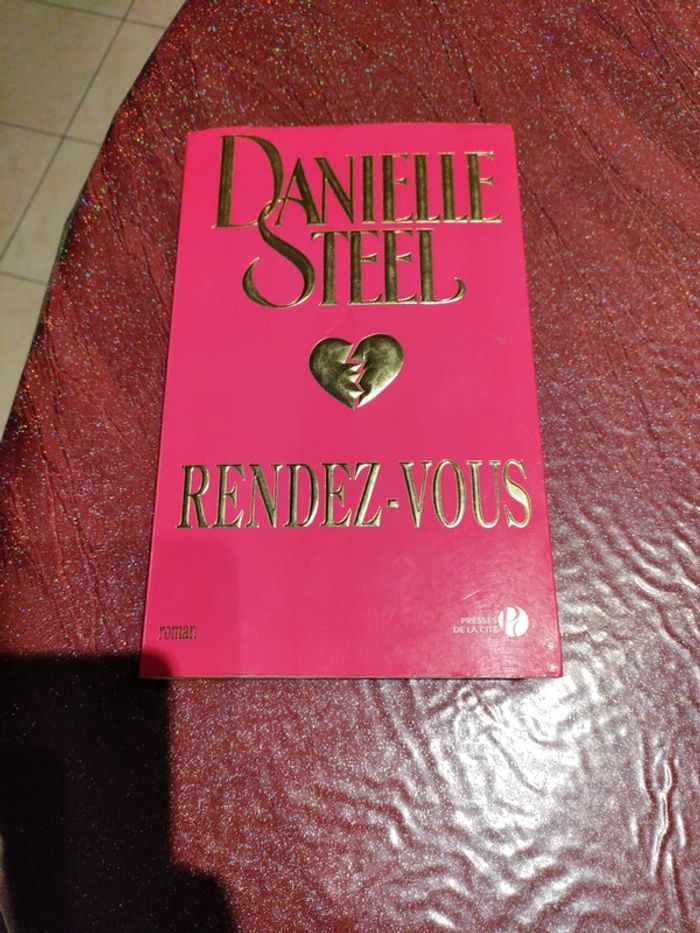 DANIELLE
STEEL
RENDEZ-VOUS
roman
PRESSES
DE LA CITÉ